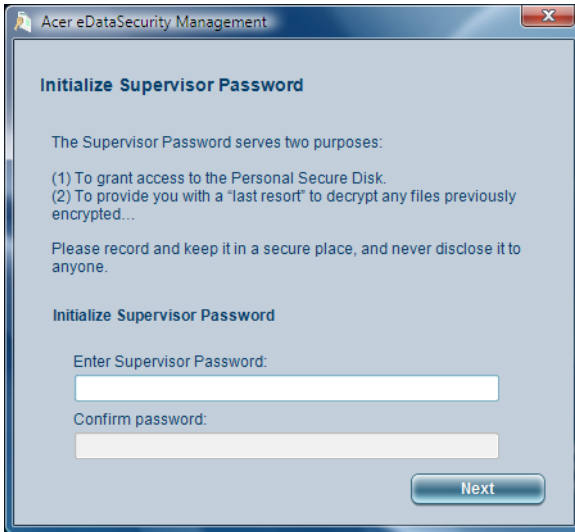 Acer eDataSecurity Management
Initialize Supervisor Password
The Supervisor Password serves two purposes:
(1) To grant access to the Personal Secure Disk.
(2) To provide you with a “last resort” to decrypt any files previously
encrypted...
Please record and keep it in a secure place, and never disclose it to
anyone.
Initialize Supervisor Password
Enter Supervisor Password:
Confirm password:
Next